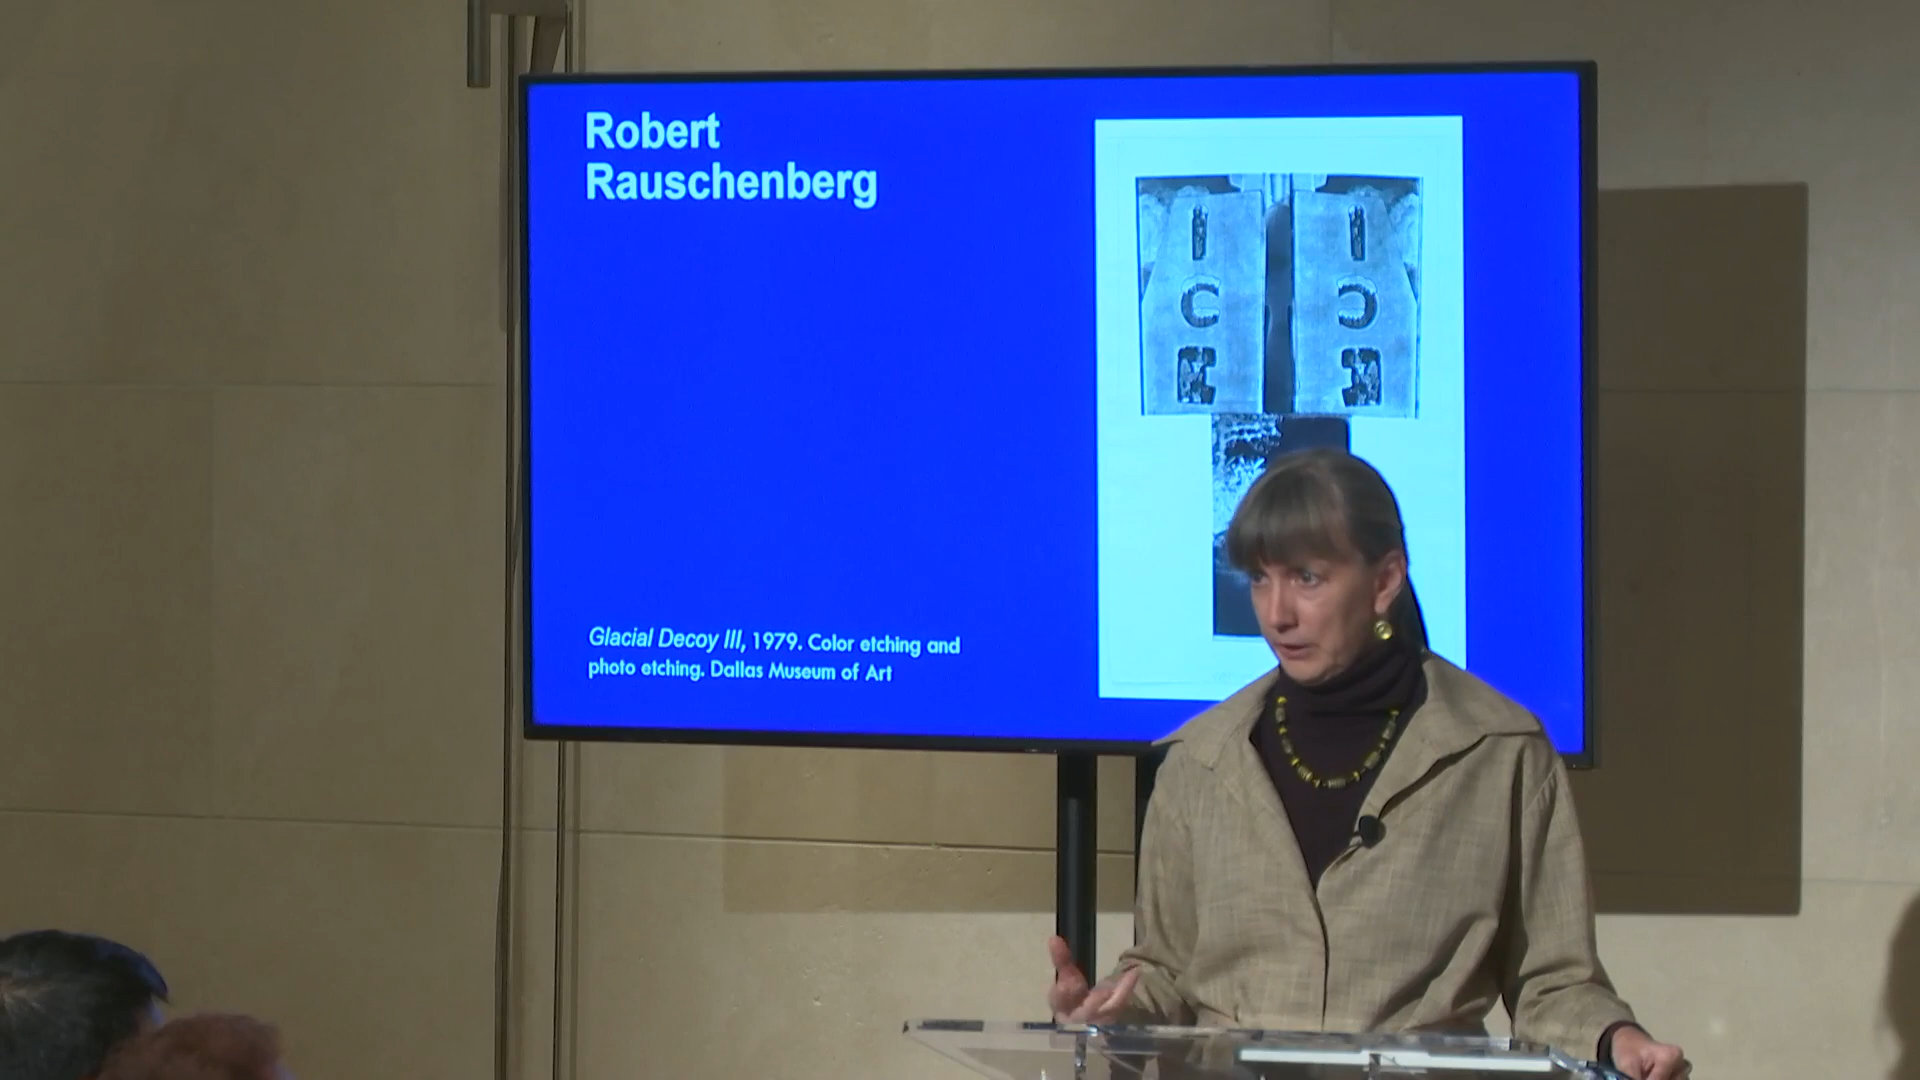 Robert
Rauschenberg
I I
C C
E E
Glacial Decoy III, 1979. Color etching and
photo etching. Dallas Museum of Art